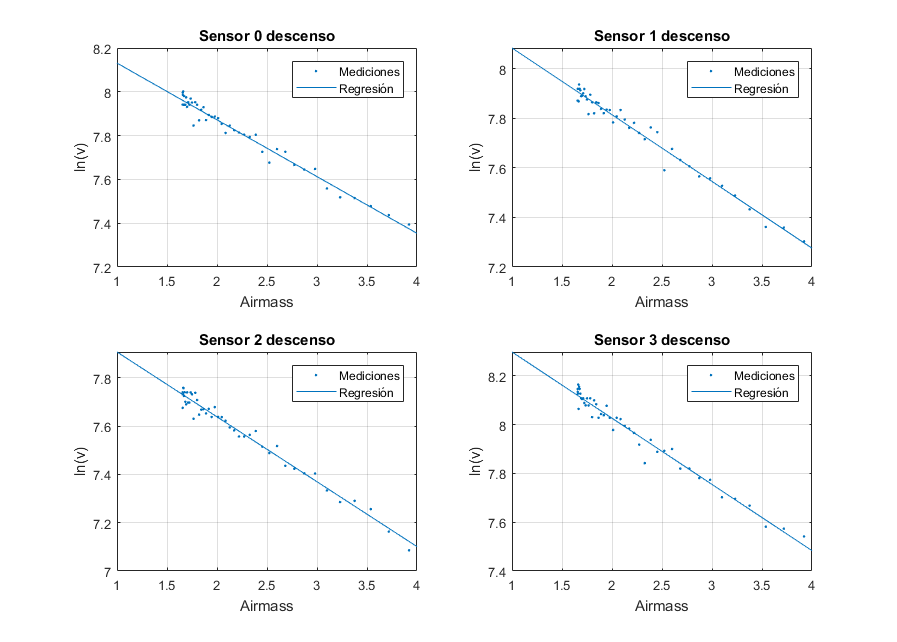 Sensor 0 descenso
8.2
8
7.8
7.6
7.4
7.2
ln(v)
Mediciones
Regresión
1 1.5 2 2.5 3 3.5 4
Airmass
Sensor 1 descenso
8
7.8
7.6
7.4
7.2
ln(v)
Mediciones
Regresión
1 1.5 2 2.5 3 3.5 4
Airmass
Sensor 2 descenso
7.8
7.6
7.4
7.2
7
ln(v)
Mediciones
Regresión
1 1.5 2 2.5 3 3.5 4
Airmass
Sensor 3 descenso
8.2
8
7.8
7.6
7.4
ln(v)
Mediciones
Regresión
1 1.5 2 2.5 3 3.5 4
Airmass